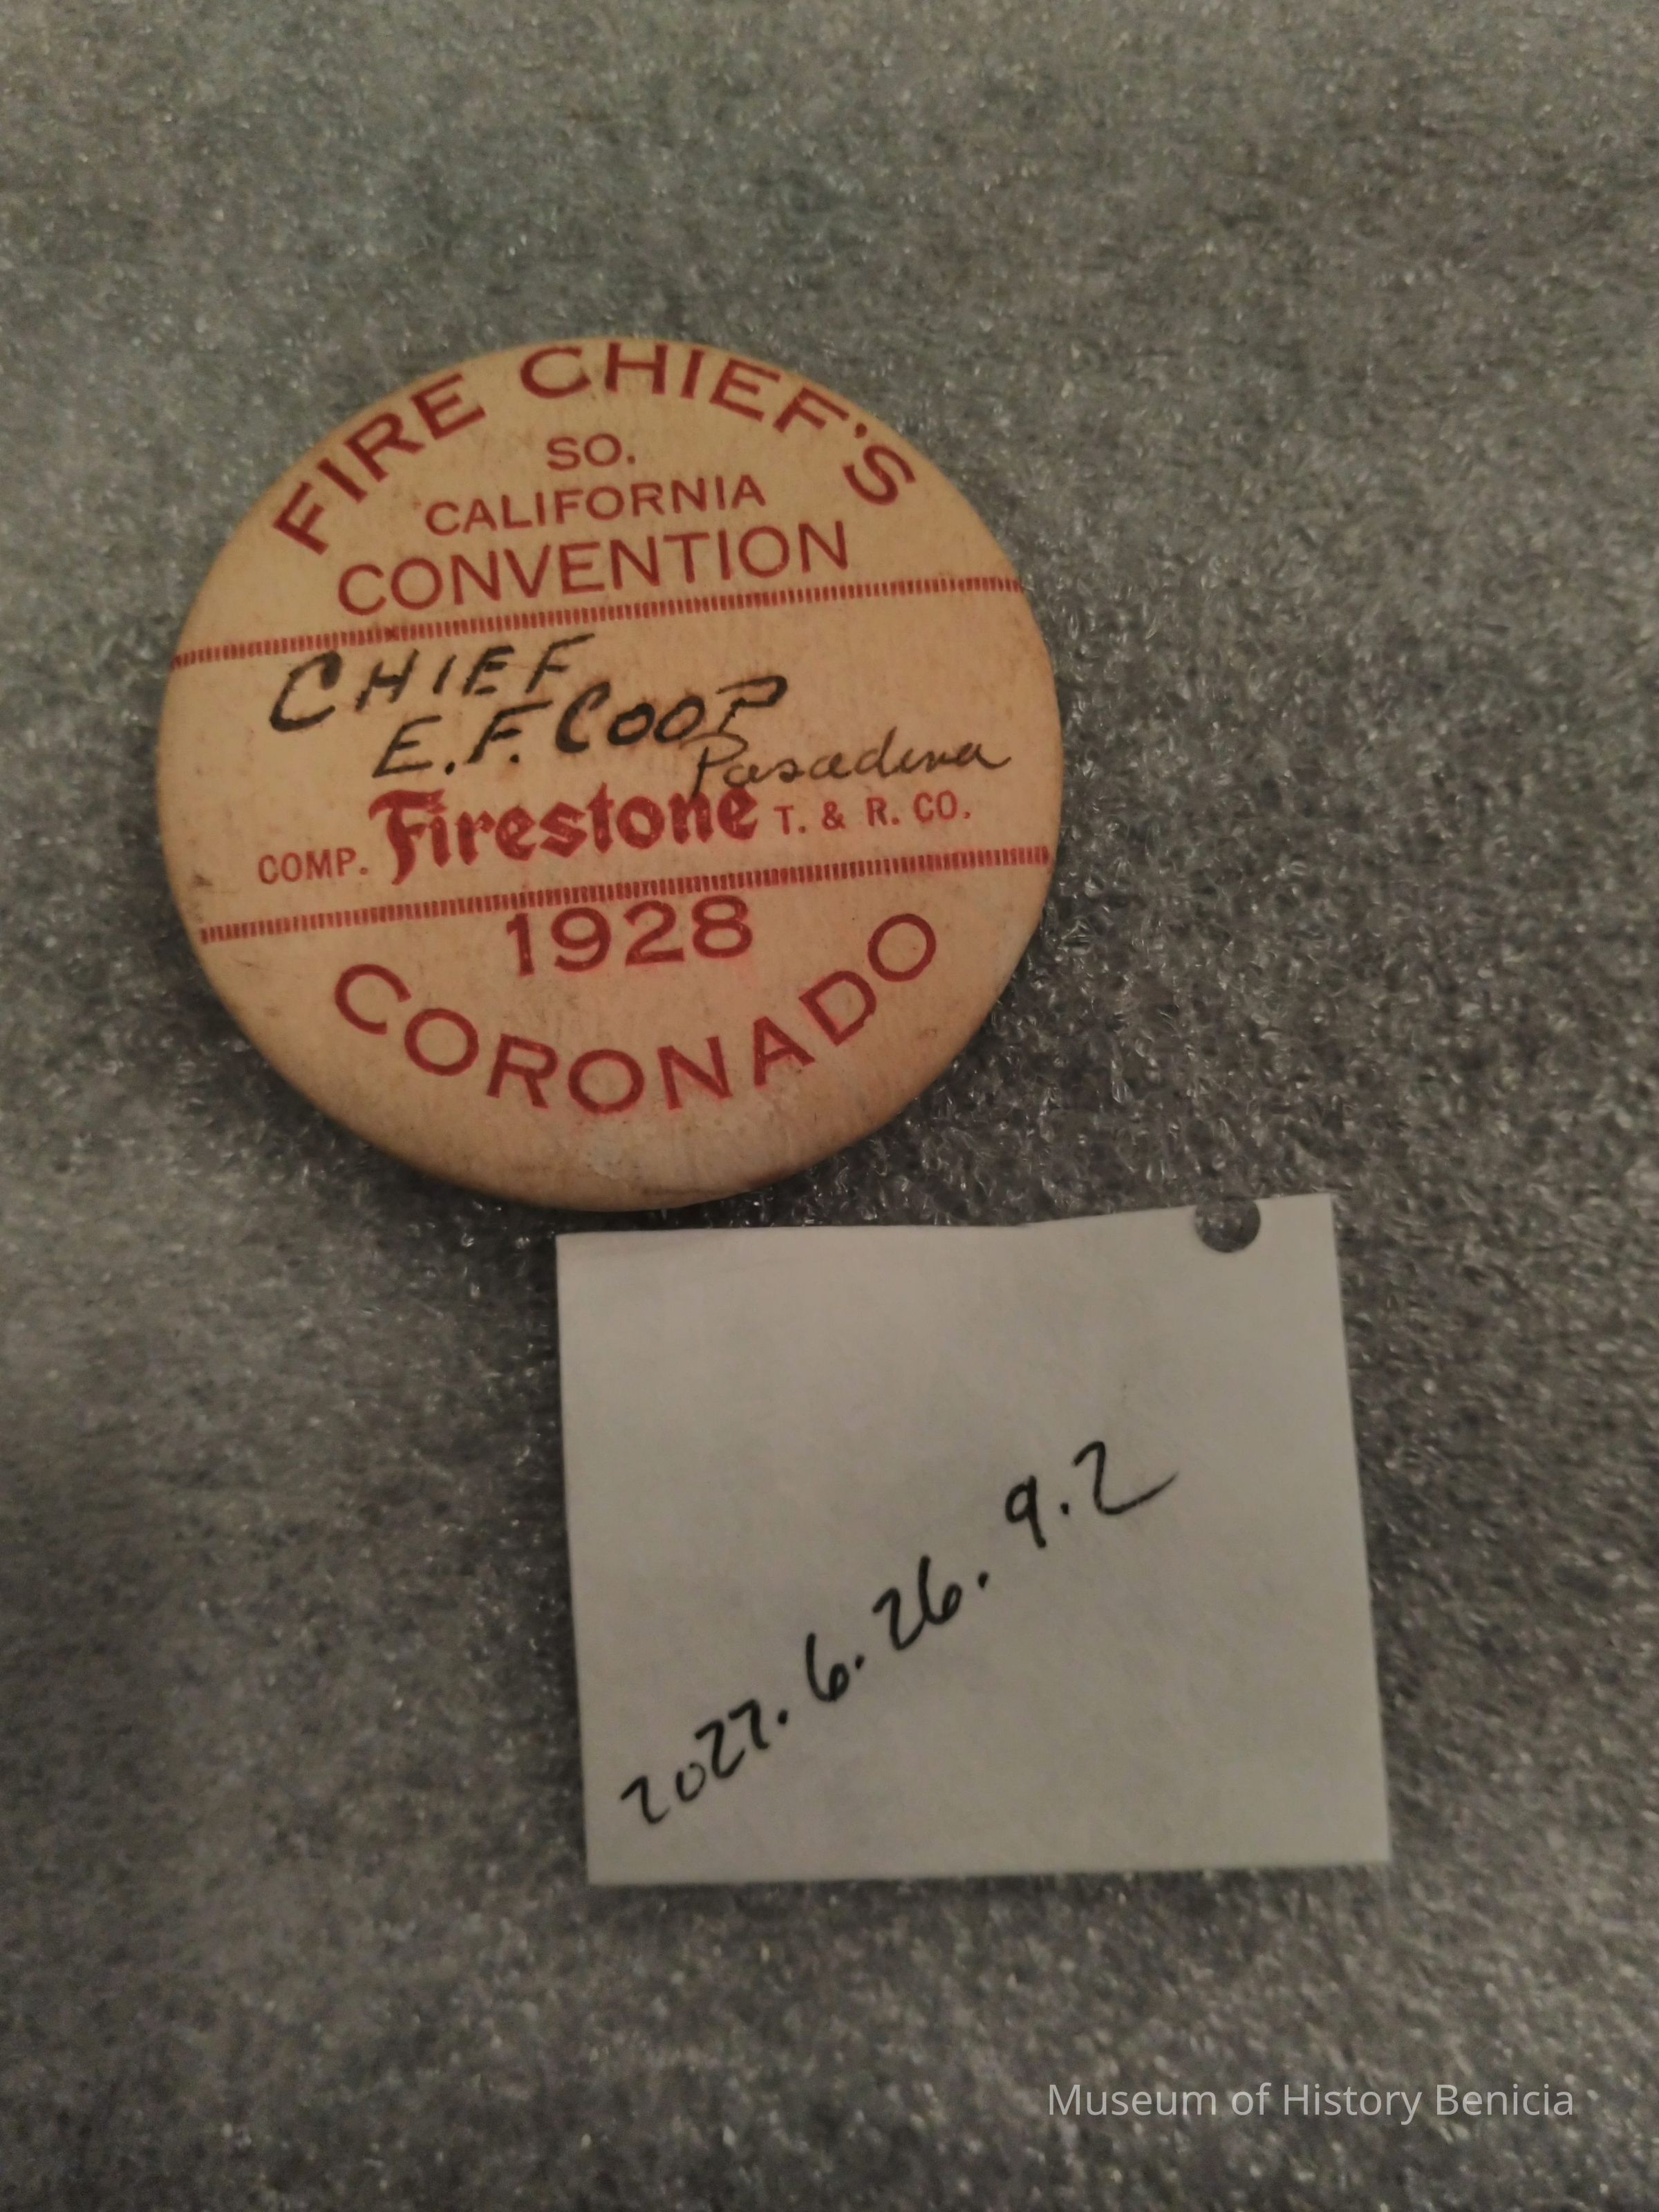 FIRE CHIEF'S
SO.
CALIFORNIA
CONVENTION
CHIEF
E.F. COOP
Pasadena
COMP. Firestone T. & R. CO.
1928
CORONADO
2022.6.26.9.2
Museum of History Benicia